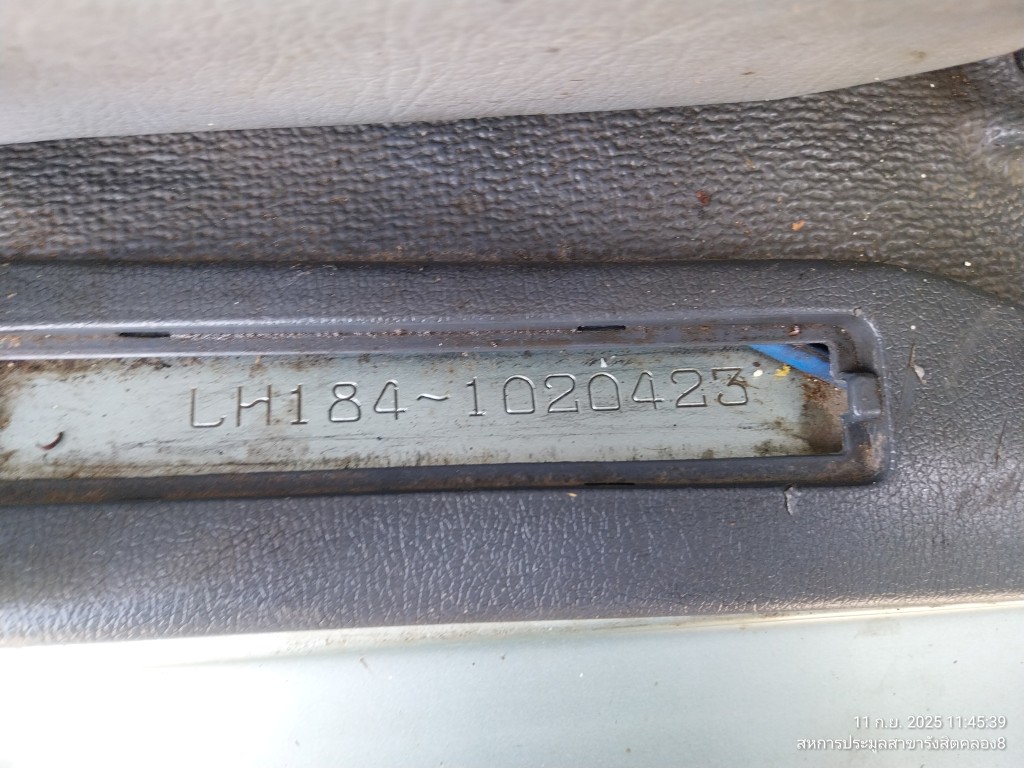 LH184~1020423
11 ก.ย. 2025 11:45:39
สหการประมูลสาขารังสิตคลอง8